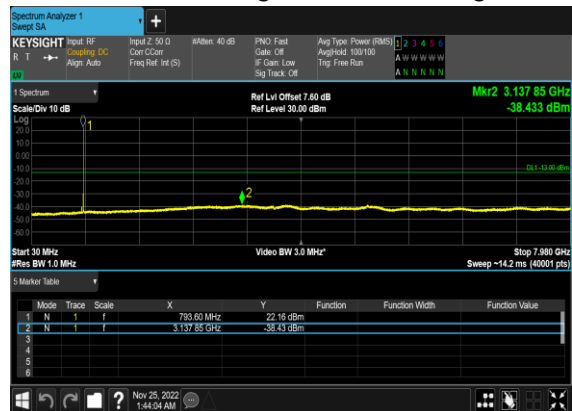 Spectrum Analyzer 1
Swept SA
+
KEYSIGHT Input: RF Input Z: 50 Ω #Atten: 40 dB PNO: Fast Avg Type: Power (RMS) 1 2 3 4 5 6
R T Coupling: DC Corr CCorr Gate: Off Avg|Hold: 100/100 A W W W W W
Align: Auto Freq Ref: Int (S) IF Gain: Low Trig: Free Run
Sig Track: Off A N N N N N
1 Spectrum Ref Lvl Offset 7.60 dB Mkr2 3.137 85 GHz
Scale/Div 10 dB Ref Level 30.00 dBm -38.433 dBm
Log
20.0
10.0
0.00
-10.0
-20.0
-30.0
-40.0
-50.0
-60.0
1
DL1 -13.00 dBm
2
Start 30 MHz Video BW 3.0 MHz* Stop 7.980 GHz
#Res BW 1.0 MHz Sweep ~14.2 ms (40001 pts)
5 Marker Table
Mode Trace Scale X Y Function Function Width Function Value
1 N 1 f 793.60 MHz 22.16 dBm
2 N 1 f 3.137 85 GHz -38.43 dBm
3
4
5
6
? Nov 25, 2022
1:44:04 AM